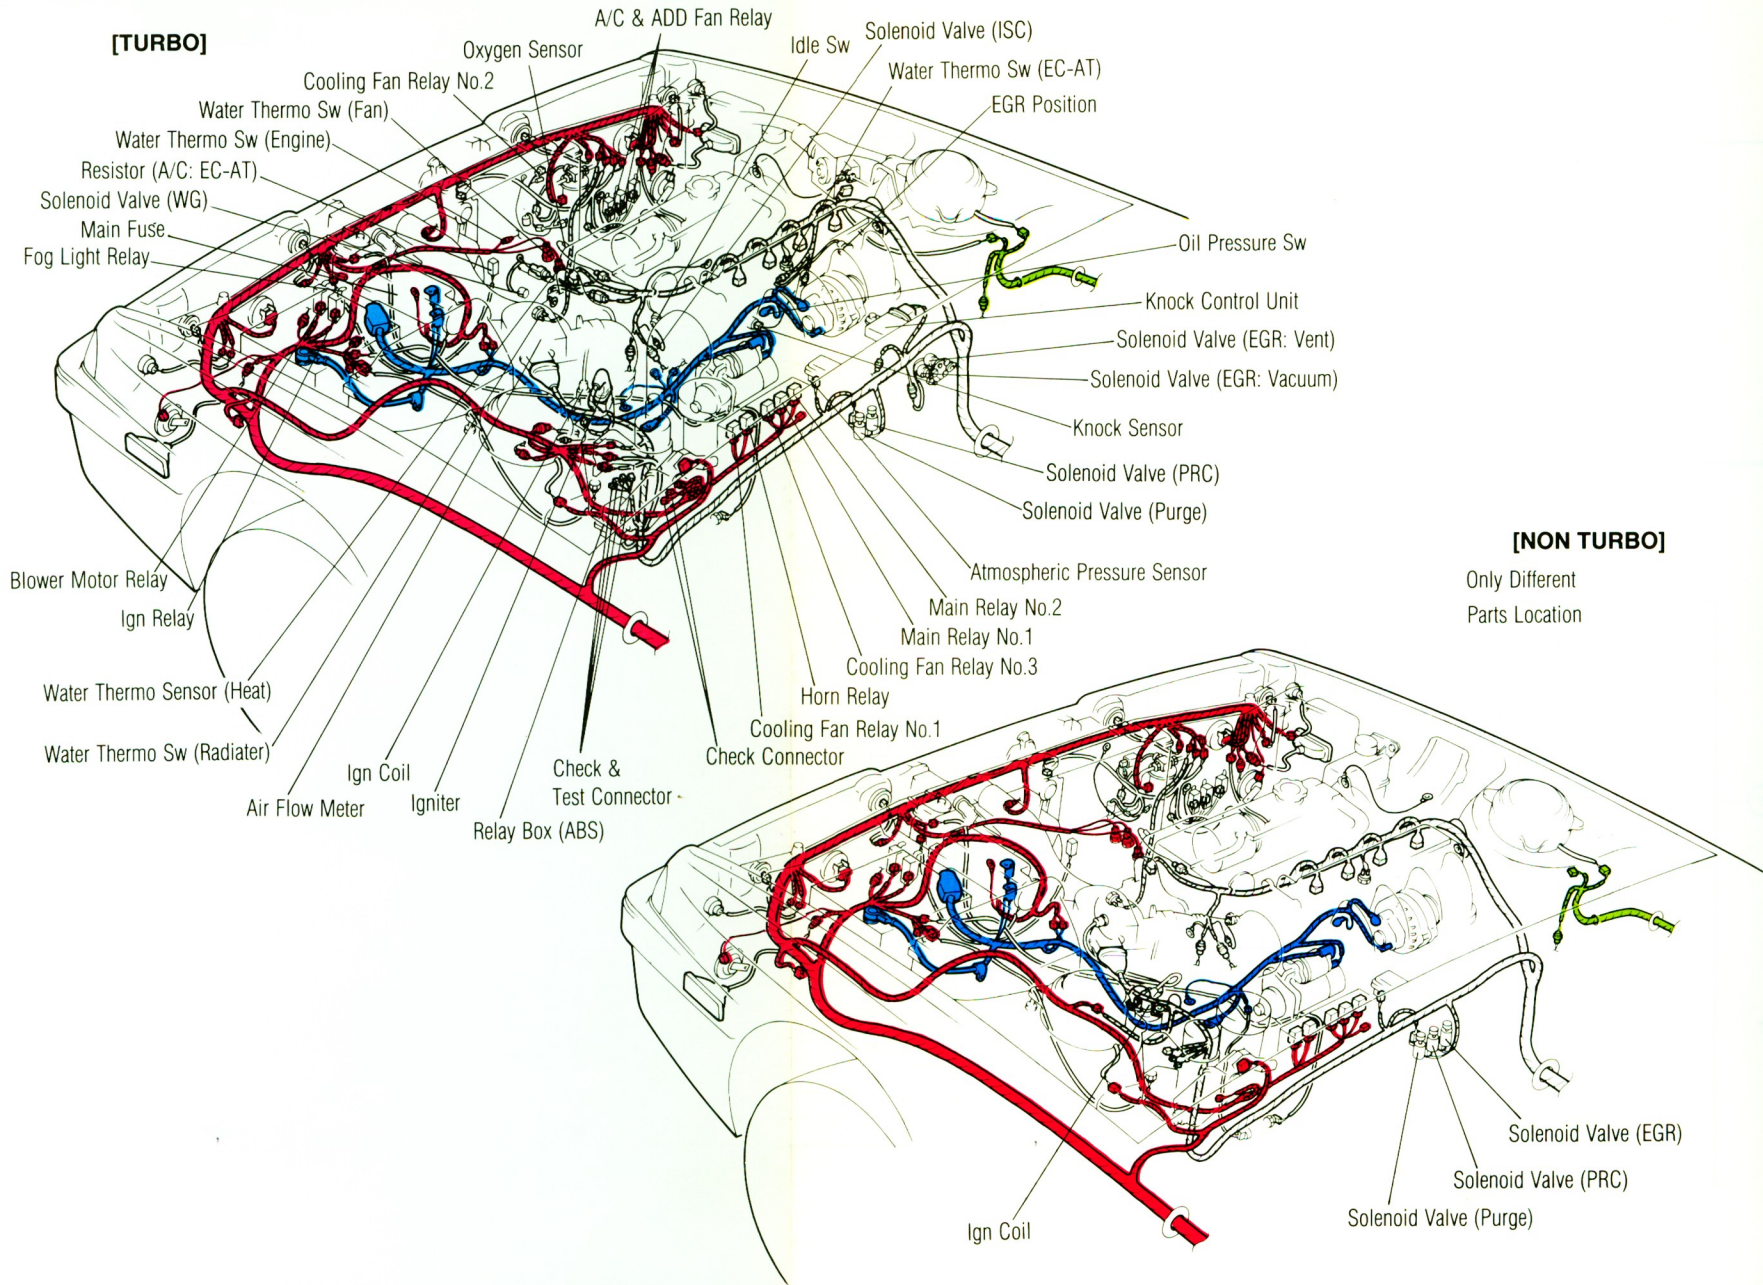 [TURBO]
A/C & ADD Fan Relay
Oxygen Sensor
Cooling Fan Relay No.2
Water Thermo Sw (Fan)
Water Thermo Sw (Engine)
Resistor (A/C: EC-AT)
Solenoid Valve (WG)
Main Fuse
Fog Light Relay
Idle Sw
Solenoid Valve (ISC)
Water Thermo Sw (EC-AT)
EGR Position
Oil Pressure Sw
Knock Control Unit
Solenoid Valve (EGR: Vent)
Solenoid Valve (EGR: Vacuum)
Knock Sensor
Solenoid Valve (PRC)
Solenoid Valve (Purge)
Atmospheric Pressure Sensor
Main Relay No.2
Main Relay No.1
Cooling Fan Relay No.3
Horn Relay
Cooling Fan Relay No.1
Check Connector
Blower Motor Relay
Ign Relay
Water Thermo Sensor (Heat)
Water Thermo Sw (Radiater)
Air Flow Meter
Ign Coil
Igniter
Relay Box (ABS)
Check &
Test Connector
[NON TURBO]
Only Different
Parts Location
Solenoid Valve (EGR)
Solenoid Valve (PRC)
Solenoid Valve (Purge)
Ign Coil